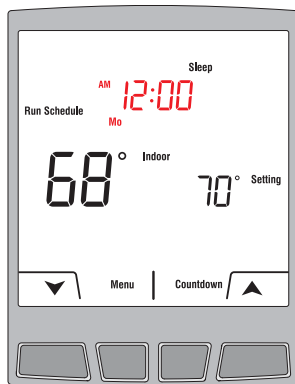 Sleep
AM 12:00
Run Schedule
Mo
68° Indoor
70° Setting
Menu Countdown